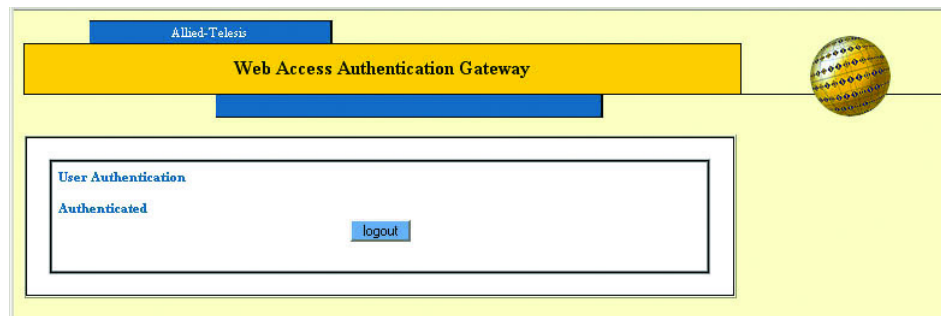 Allied-Telesis
Web Access Authentication Gateway
User Authentication
Authenticated
logout